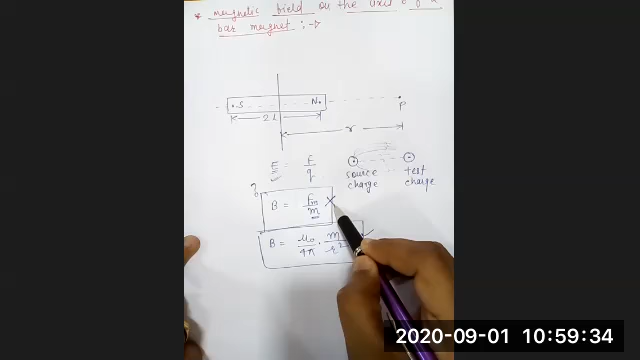 * magnetic field on the axis of a
bar magnet :->
S N
P
2l
r
E = F/q
source charge test charge
?
B = Fm/m ×
B = μ₀/4π · m/r²
2020-09-01 10:59:34